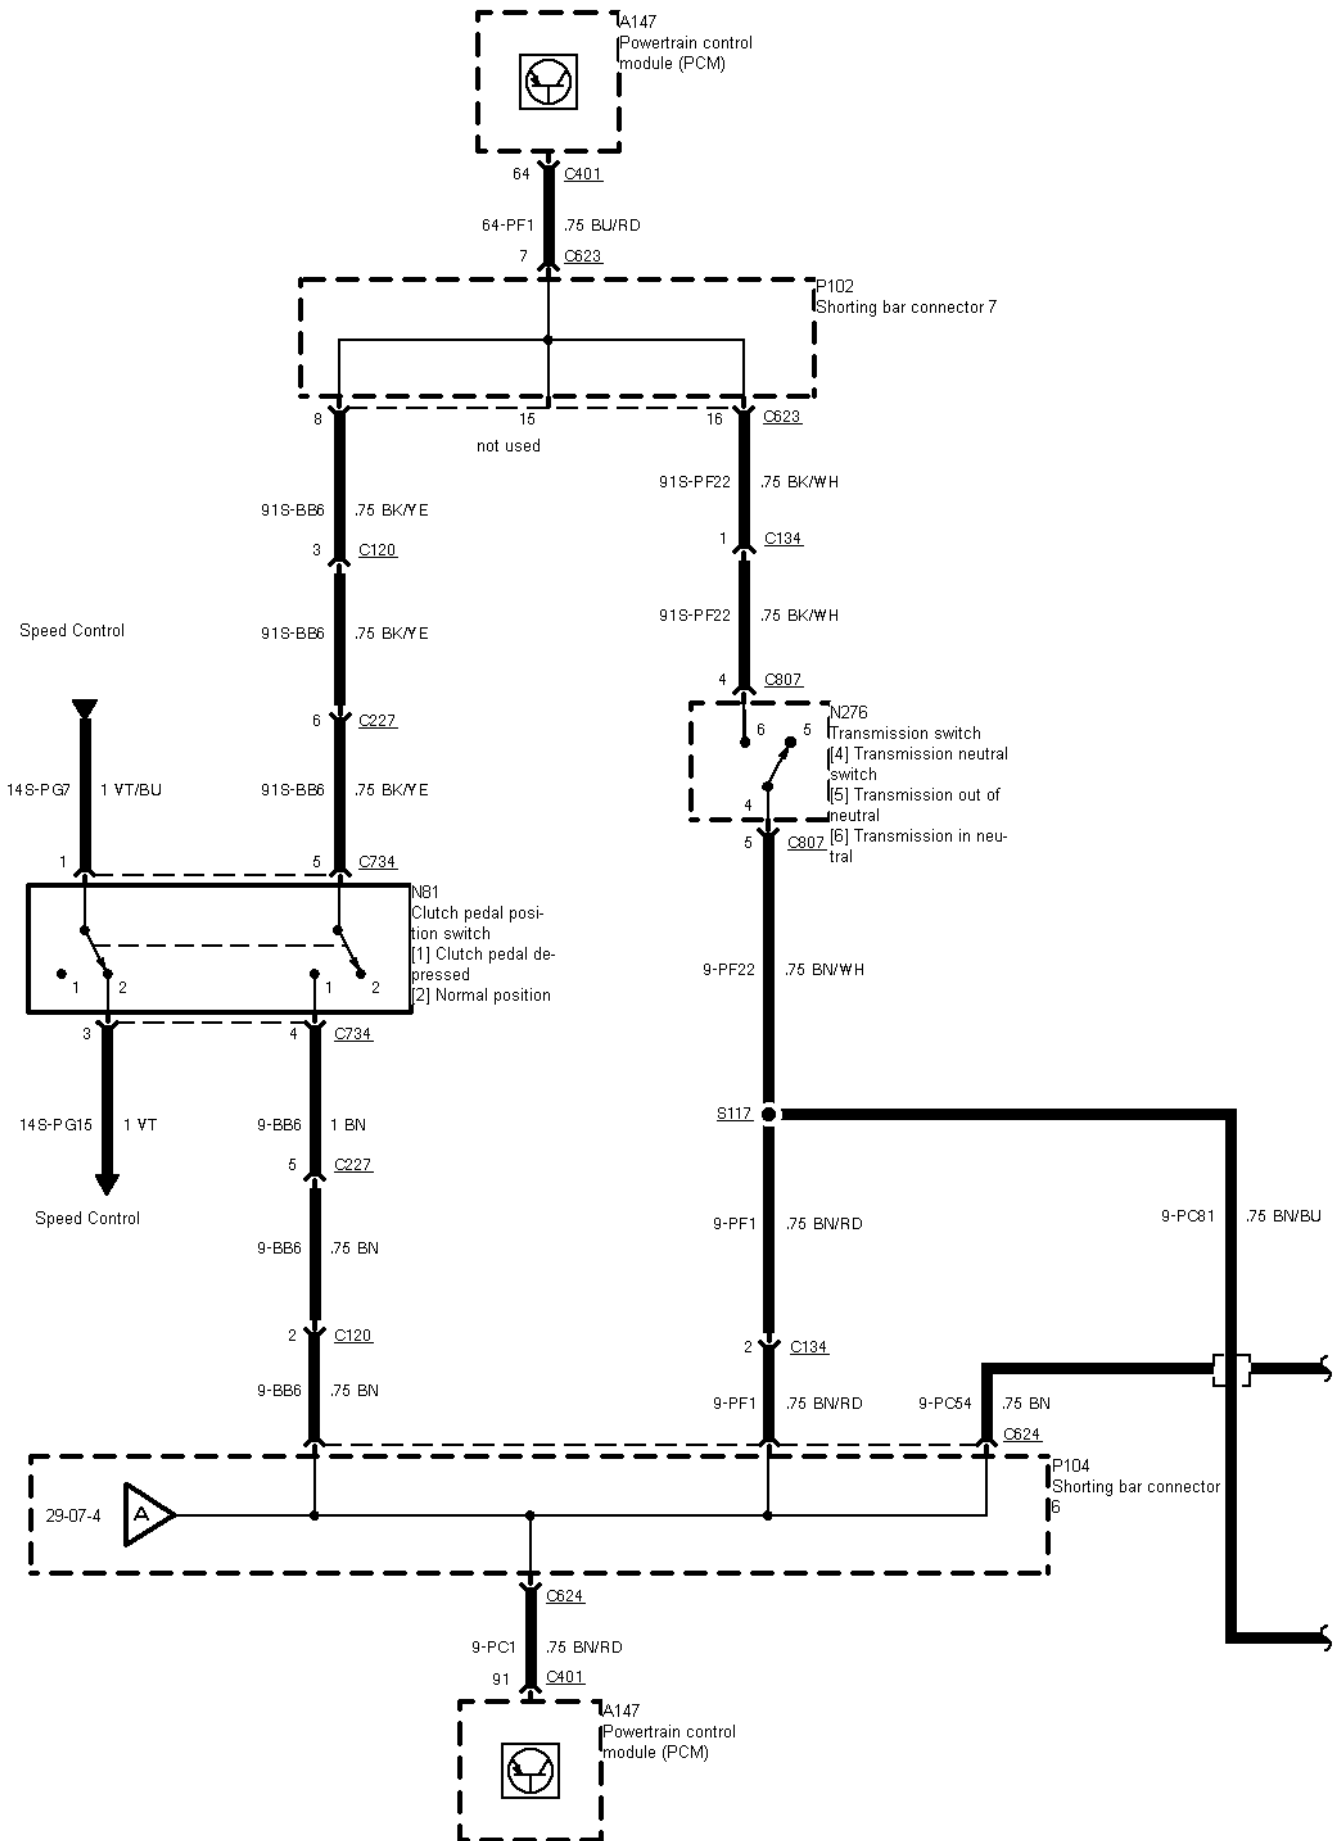 A147
Powertrain control
module (PCM)
64 C401
64-PF1 .75 BU/RD
7 C623
P102
Shorting bar connector 7
8 15 16 C623
not used
91S-PF22 .75 BK/WH
91S-BB6 .75 BK/YE
1 C134
3 C120
91S-PF22 .75 BK/WH
Speed Control 91S-BB6 .75 BK/YE
4 C807
6 C227
N276
Transmission switch
[4] Transmission neutral
switch
[5] Transmission out of
neutral
[6] Transmission in neu-
tral
6 5
4
14S-PG7 1 VT/BU 91S-BB6 .75 BK/YE
5 C807
1 5 C734
N81
Clutch pedal posi-
tion switch
[1] Clutch pedal de-
pressed
[2] Normal position
1 2 1 2
9-PF22 .75 BN/WH
3 4 C734
S117
14S-PG15 1 VT 9-BB6 1 BN
5 C227
Speed Control
9-PF1 .75 BN/RD 9-PC81 .75 BN/BU
9-BB6 .75 BN
2 C120
2 C134
9-BB6 .75 BN
9-PF1 .75 BN/RD 9-PC54 .75 BN
C624
P104
Shorting bar connector
6
29-07-4 A
C624
9-PC1 .75 BN/RD
91 C401
A147
Powertrain control
module (PCM)